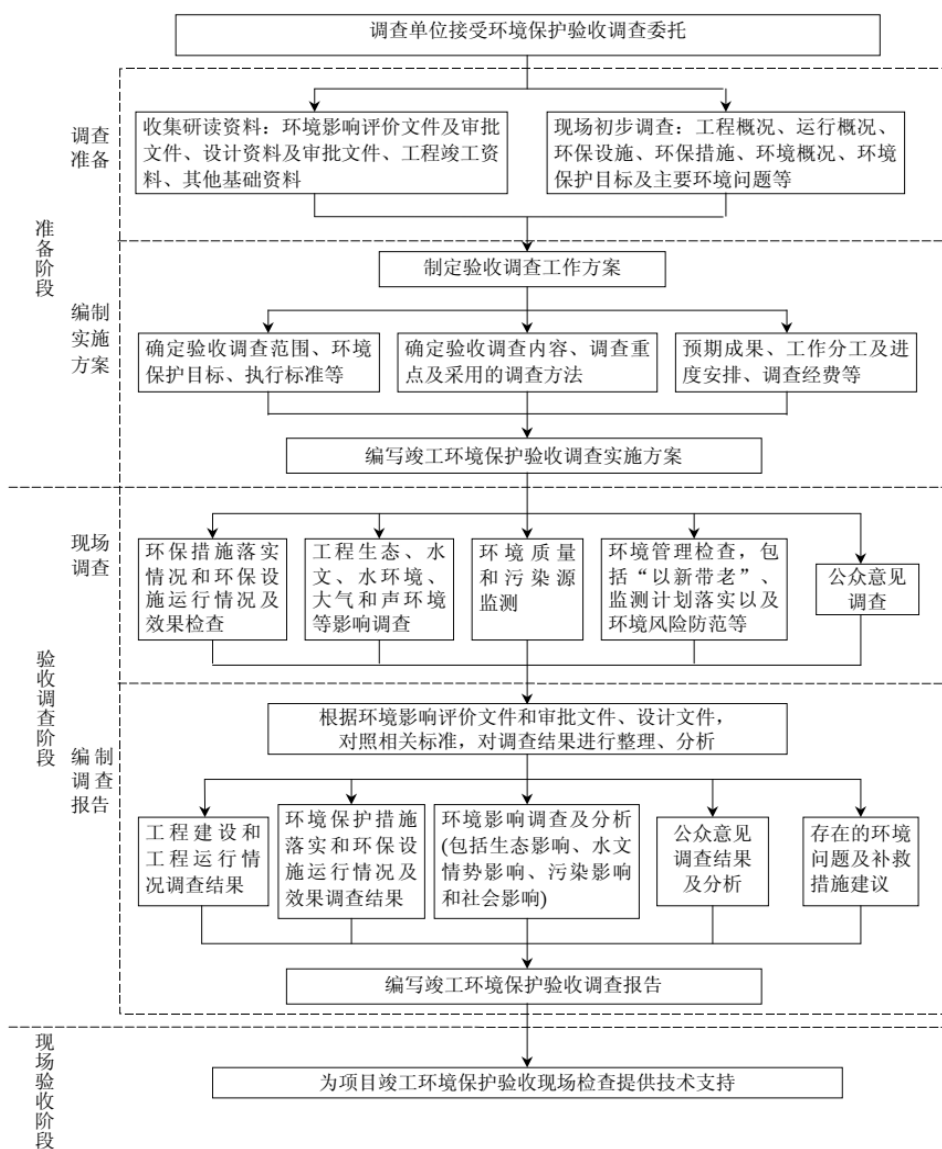 调查单位接受环境保护验收调查委托
调查
准备
收集研读资料：环境影响评价文件及审批
文件、设计资料及审批文件、工程竣工资
料、其他基础资料
现场初步调查：工程概况、运行概况、
环保设施、环保措施、环境概况、环境
保护目标及主要环境问题等
准备阶段
制定验收调查工作方案
编制
实施
方案
确定验收调查范围、环境
保护目标、执行标准等
确定验收调查内容、调查重
点及采用的调查方法
预期成果、工作分工及进
度安排、调查经费等
编写竣工环境保护验收调查实施方案
现场
调查
环保措施落实
情况和环保设
施运行情况及
效果检查
工程生态、水
文、水环境、
大气和声环境
等影响调查
环境质量
和污染源
监测
环境管理检查，包
括“以新带老”、
监测计划落实以及
环境风险防范等
公众意见
调查
验收调查阶段
根据环境影响评价文件和审批文件、设计文件，
对照相关标准，对调查结果进行整理、分析
编制
调查
报告
工程建设和
工程运行情
况调查结果
环境保护措施
落实和环保设
施运行情况及
效果调查结果
环境影响调查及分析
(包括生态影响、水文
情势影响、污染影响
和社会影响)
公众意见
调查结果
及分析
存在的环境
问题及补救
措施建议
编写竣工环境保护验收调查报告
现场验收阶段
为项目竣工环境保护验收现场检查提供技术支持